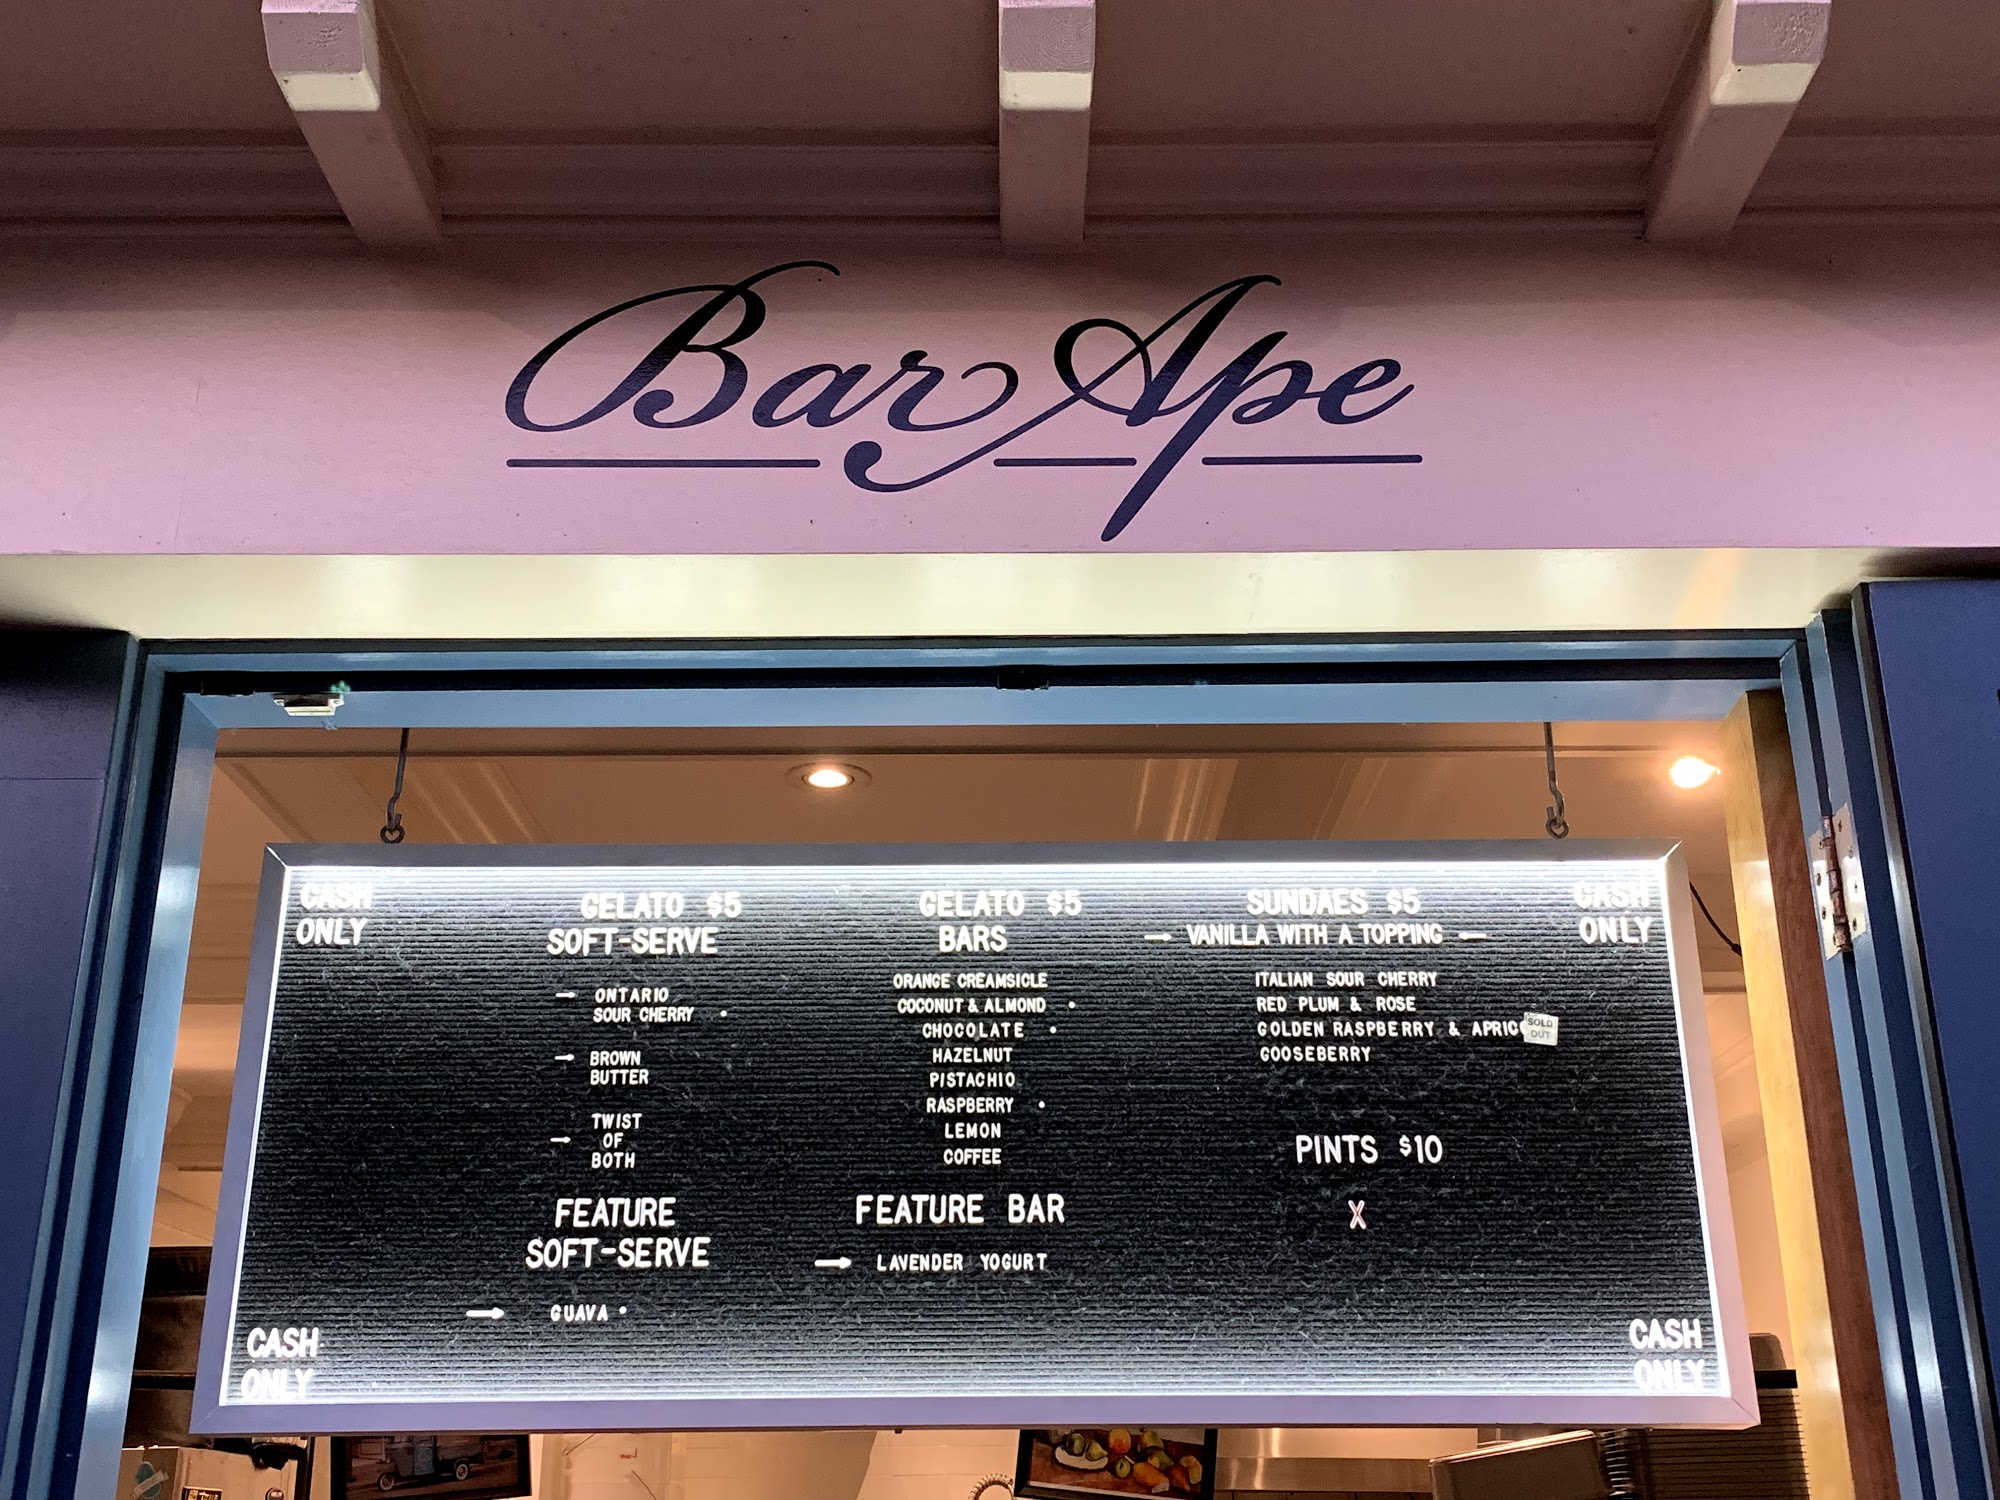 Bar Ape
CASH
ONLY
GELATO $5
SOFT-SERVE
ONTARIO
SOUR CHERRY •
BROWN
BUTTER
TWIST
OF
BOTH
FEATURE
SOFT-SERVE
GUAVA •
GELATO $5
BARS
ORANGE CREAMSICLE
COCONUT & ALMOND •
CHOCOLATE •
HAZELNUT
PISTACHIO
RASPBERRY •
LEMON
COFFEE
FEATURE BAR
LAVENDER YOGURT
SUNDAES $5
— VANILLA WITH A TOPPING —
ITALIAN SOUR CHERRY
RED PLUM & ROSE
GOLDEN RASPBERRY & APRIC
SOLD
OUT
GOOSEBERRY
PINTS $10
X
CASH
ONLY
CASH
ONLY
CASH
ONLY